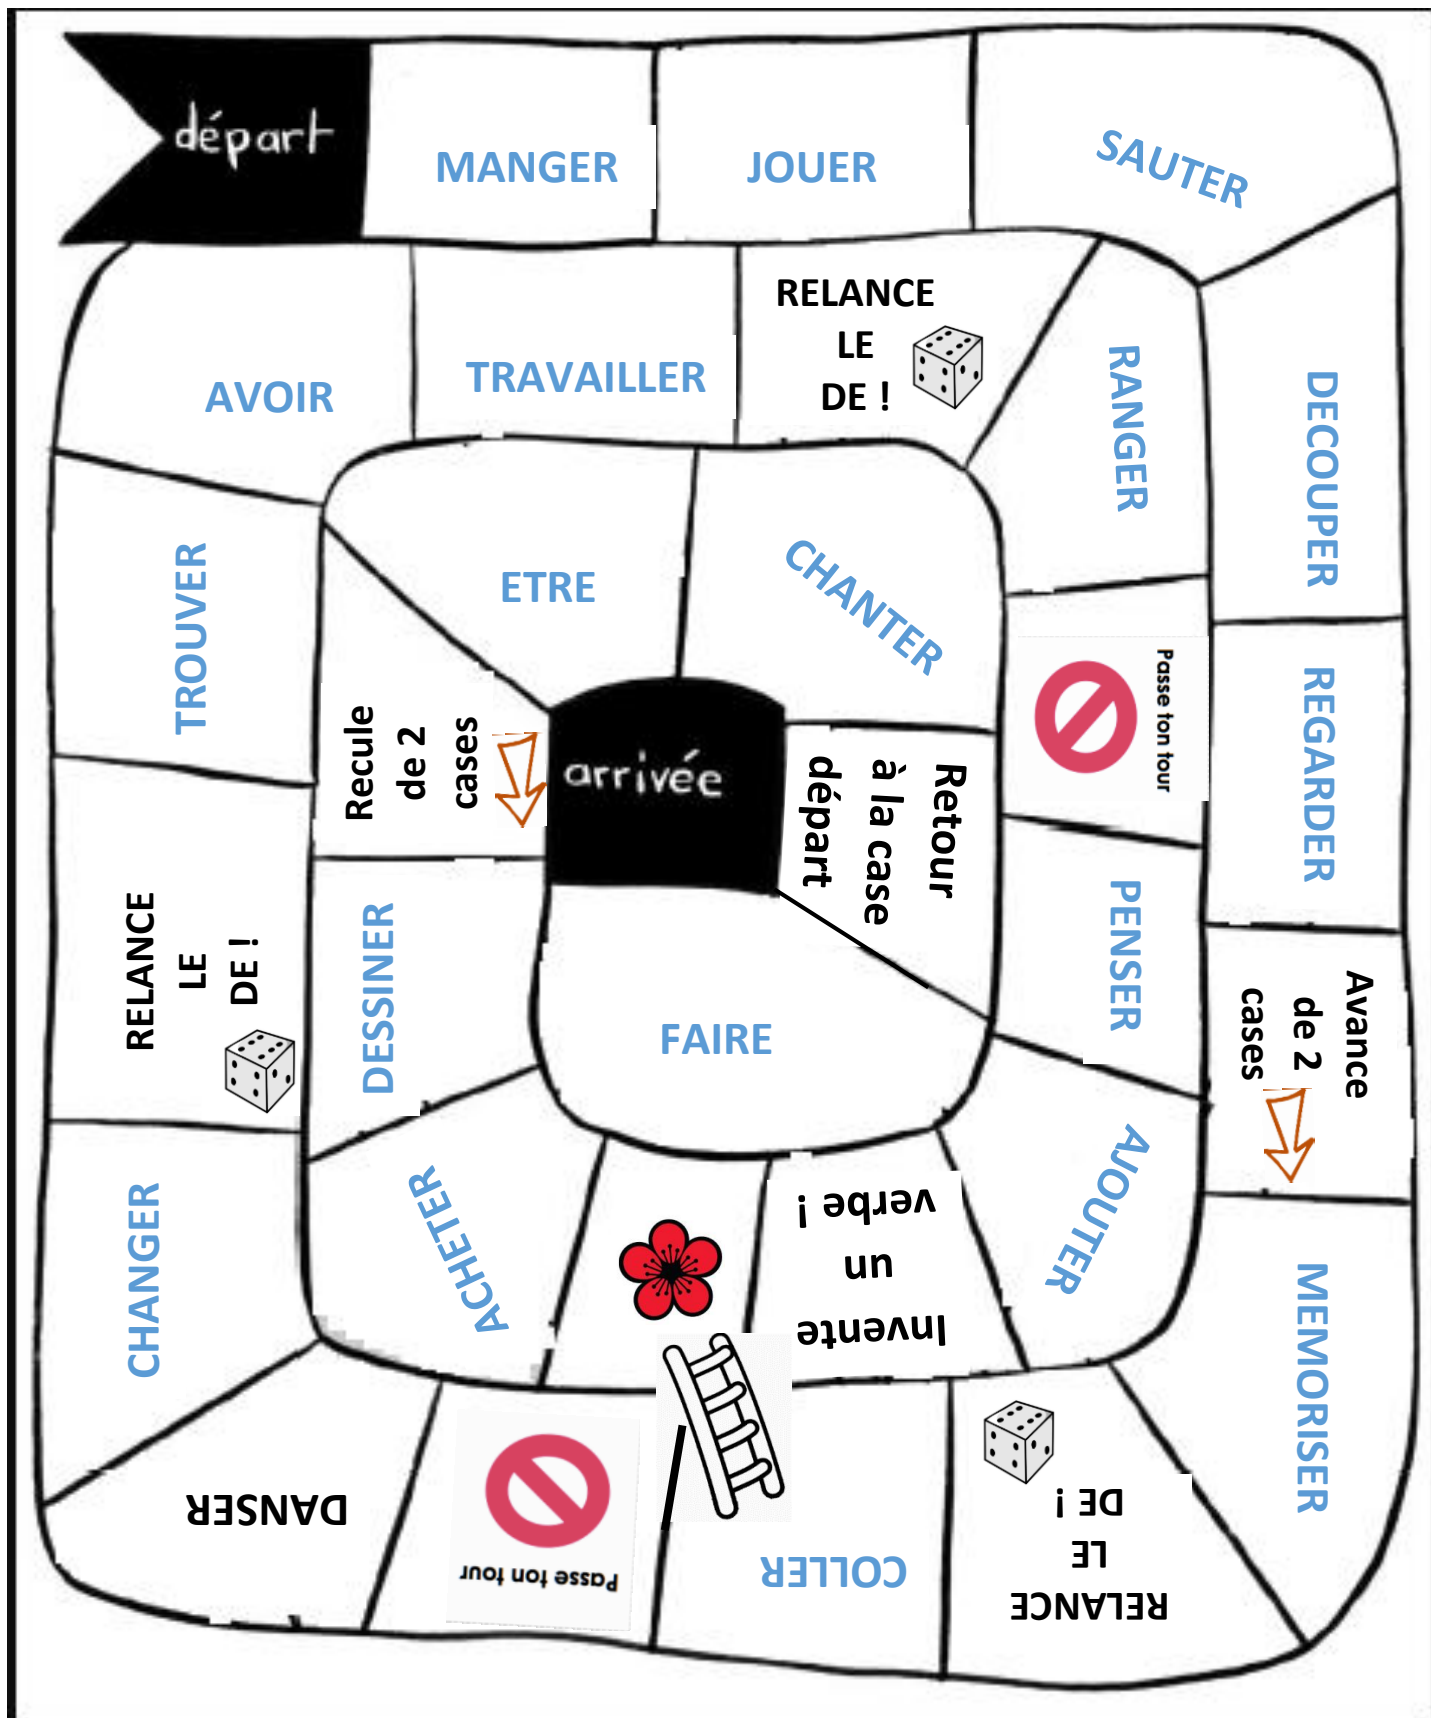 départ
MANGER
JOUER
SAUTER
DECOUPER
REGARDER
Avance
de 2
cases
MEMORISER
RELANCE
LE
DE !
COLLER
Passe ton tour
DANSER
CHANGER
RELANCE
LE
DE !
TROUVER
AVOIR
TRAVAILLER
RELANCE
LE
DE !
RANGER
Passe ton tour
PENSER
AJOUTER
Invente
un
verbe !
ACHETER
DESSINER
Recule
de 2
cases
ETRE
CHANTER
Retour
à la case
départ
FAIRE
arrivée